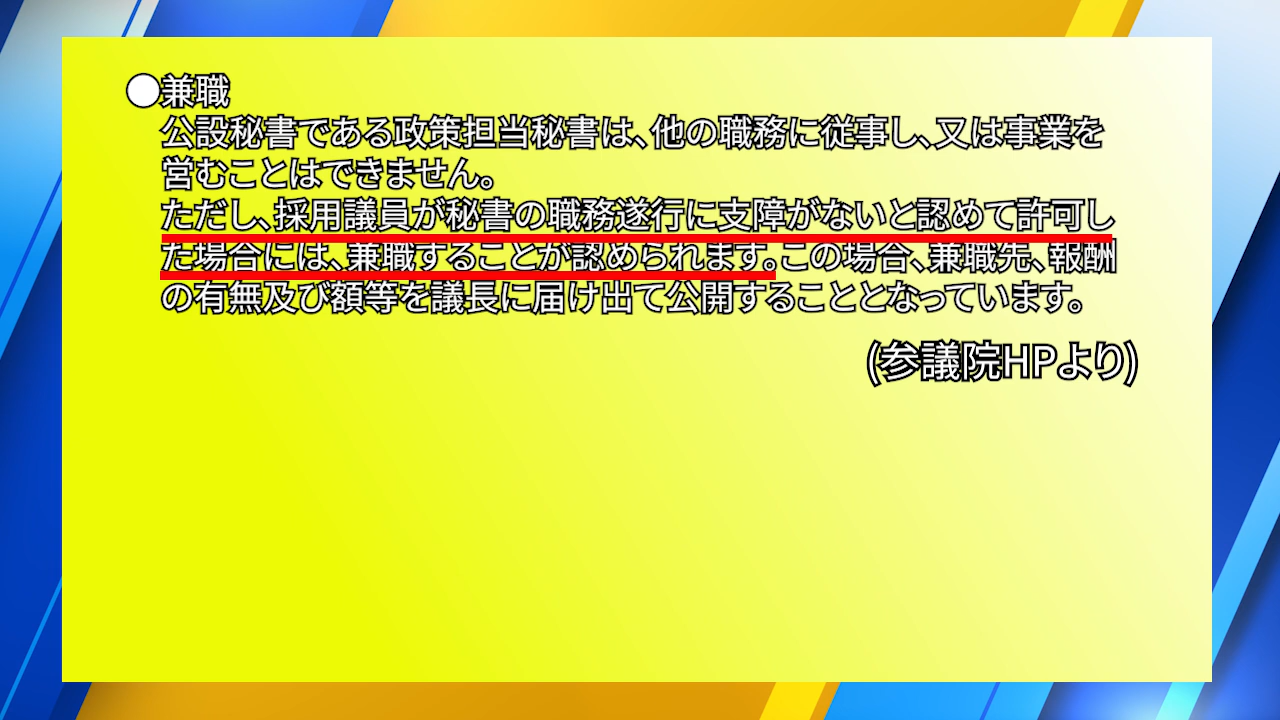 ●兼職
公設秘書である政策担当秘書は、他の職務に従事し、又は事業を
営むことはできません。
ただし、採用議員が秘書の職務遂行に支障がないと認めて許可し
た場合には、兼職することが認められます。この場合、兼職先、報酬
の有無及び額等を議長に届け出て公開することとなっています。
(参議院HPより)